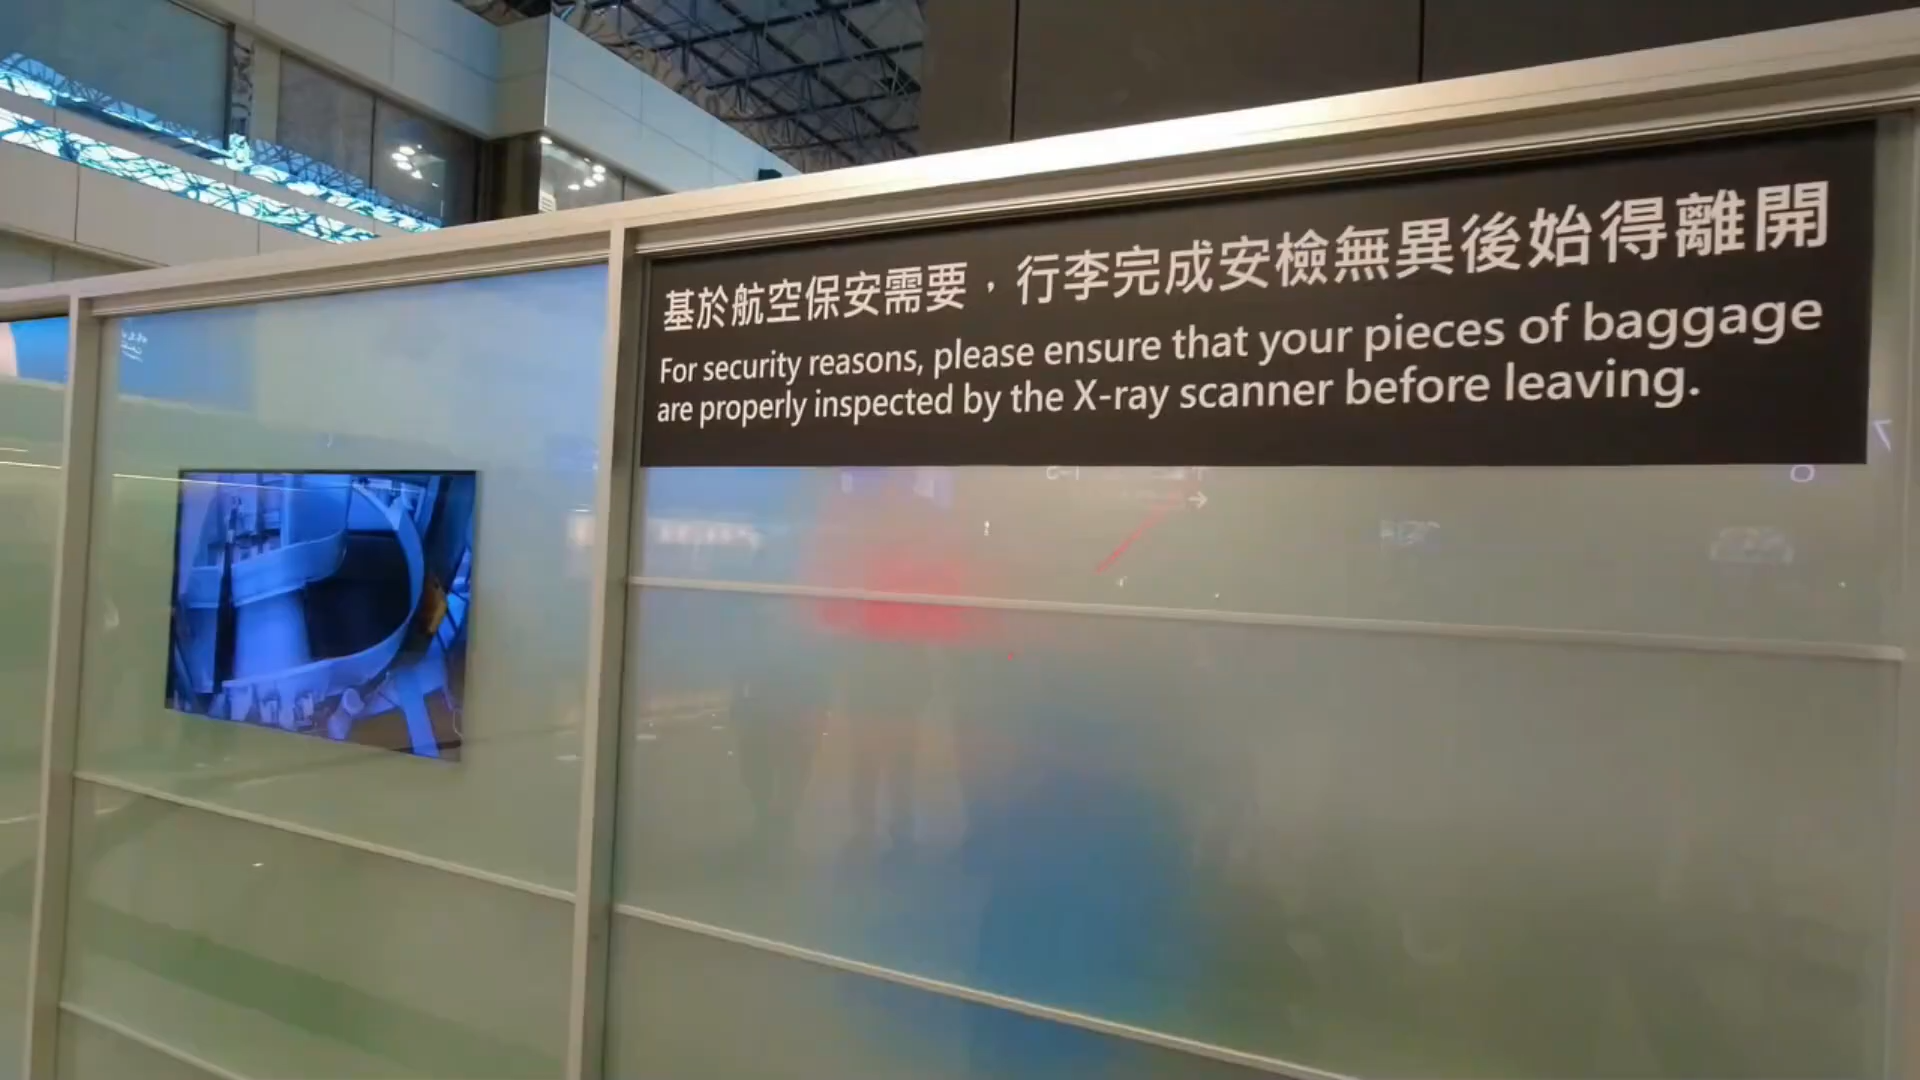 基於航空保安需要，行李完成安檢無異後始得離開
For security reasons, please ensure that your pieces of baggage
are properly inspected by the X-ray scanner before leaving.